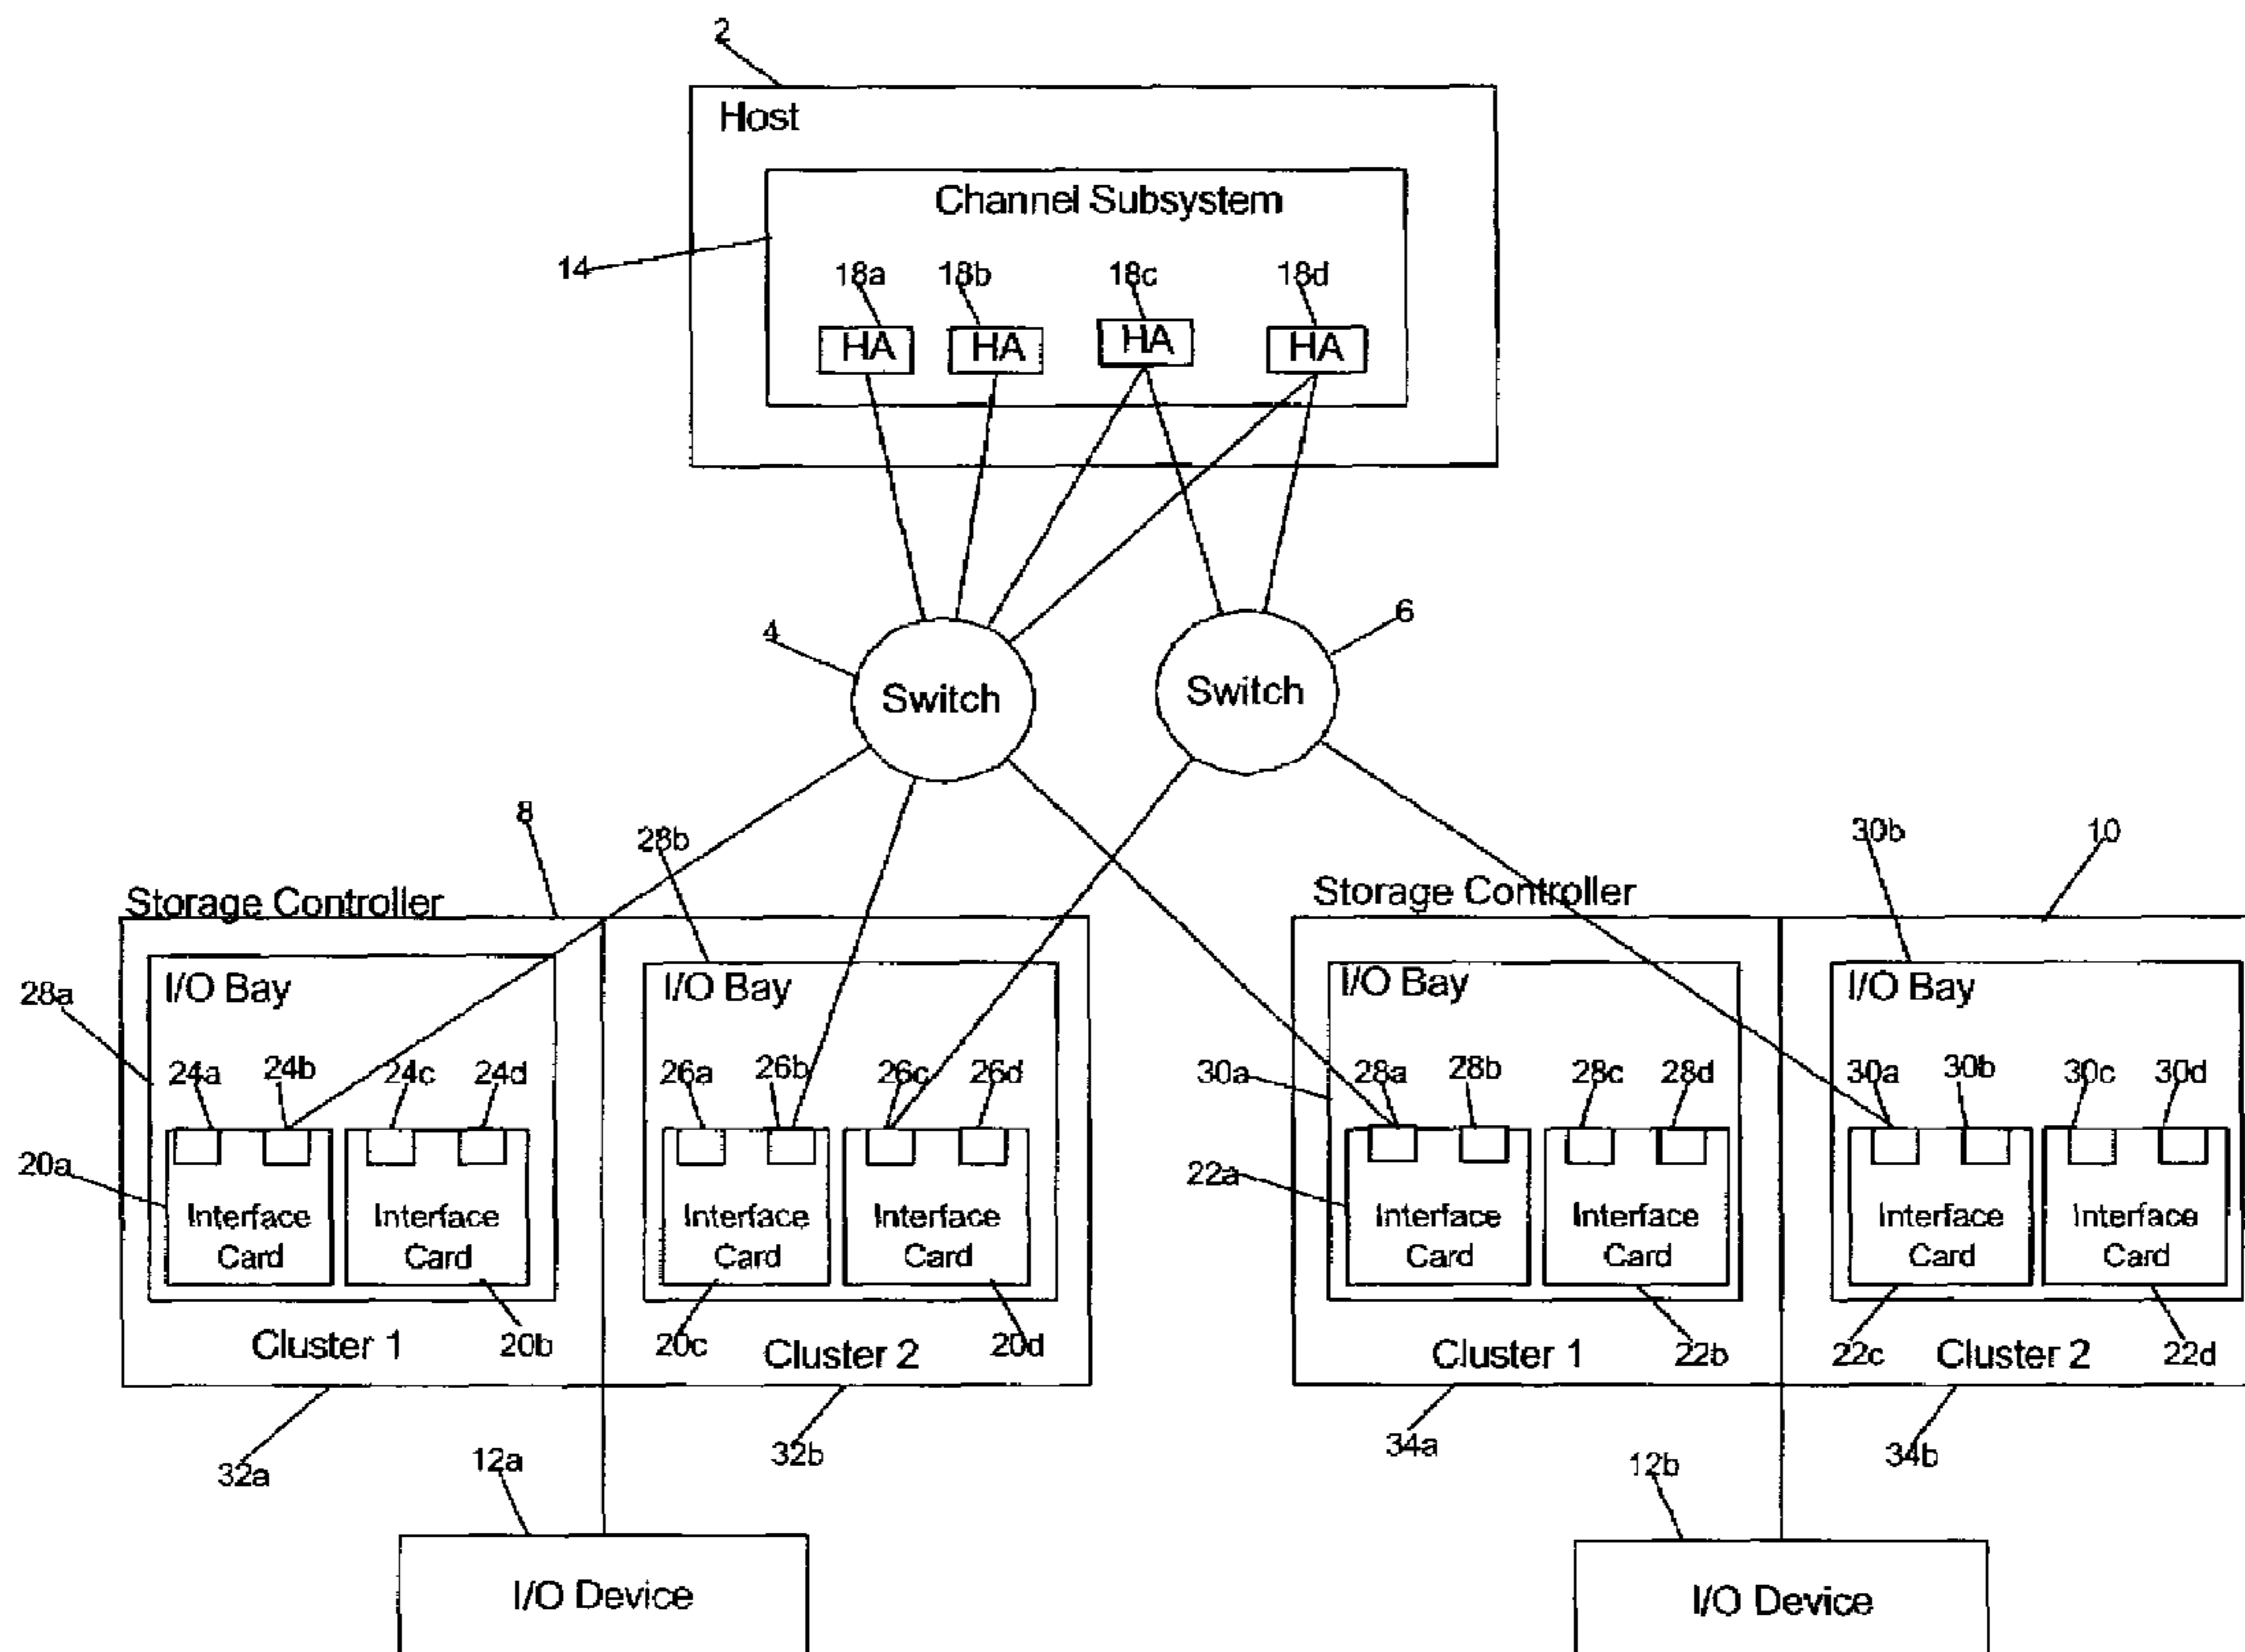 2
Host
Channel Subsystem
14
18a 18b 18c 18d
HA HA HA HA
4
6
Switch
Switch
8
28b
30b
10
Storage Controller
Storage Controller
I/O Bay
I/O Bay
I/O Bay
I/O Bay
28a
24a 24b 24c 24d
26a 26b 26c 26d
30a
28a 28b 28c 28d
30a 30b 30c 30d
20a
22a
Interface Card
Interface Card
Interface Card
Interface Card
Interface Card
Interface Card
Interface Card
Interface Card
Cluster 1
20b
20c
Cluster 2
20d
Cluster 1
22b
22c
Cluster 2
22d
32a
12a
32b
34a
12b
34b
I/O Device
I/O Device